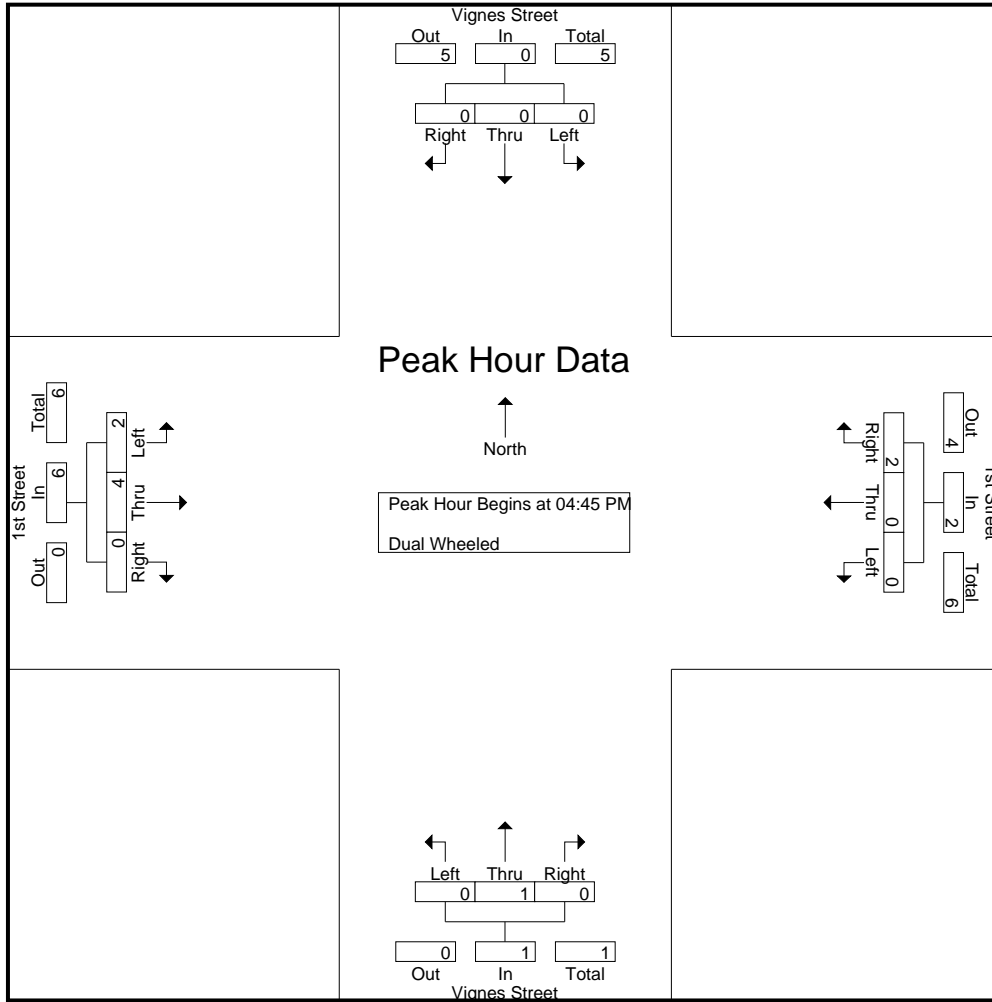 Vignes Street
Out In Total
5 0 5
0 0 0
Right Thru Left
Peak Hour Data
North
Peak Hour Begins at 04:45 PM
Dual Wheeled
1st Street
Total In Out
6 6 0
2 4 0
Left Thru Right
Right Thru Left
2 0 0
Out In Total
4 2 6
1st Street
Left Thru Right
0 1 0
0 1 1
Out In Total
Vignes Street